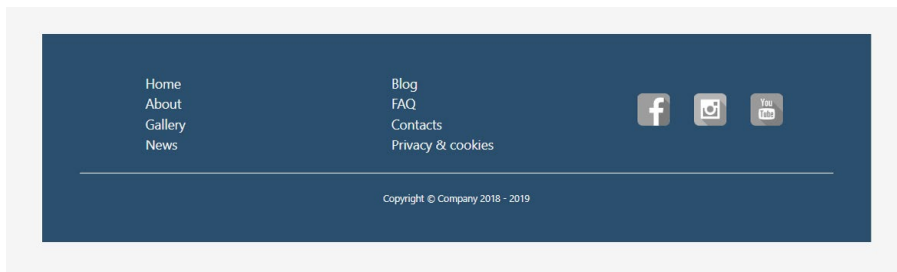 Home
About
Gallery
News
Blog
FAQ
Contacts
Privacy & cookies
f
You
Tube
Copyright © Company 2018 - 2019